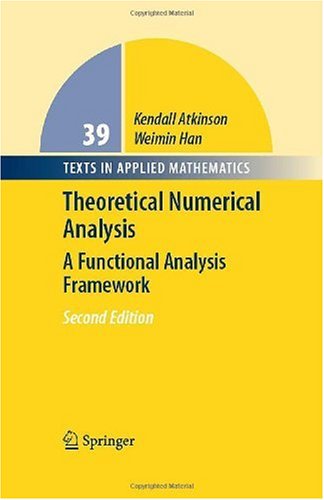 39
Kendall Atkinson
Weimin Han
TEXTS IN APPLIED MATHEMATICS
Theoretical Numerical
Analysis
A Functional Analysis
Framework
Second Edition
Springer